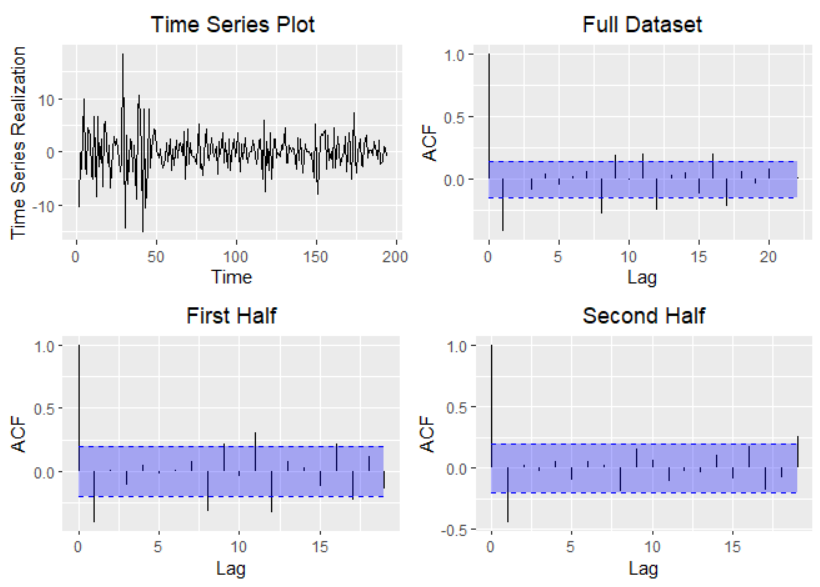 Time Series Plot
Time Series Realization
10
0
-10
0 50 100 150 200
Time
Full Dataset
ACF
1.0
0.5
0.0
0 5 10 15 20
Lag
First Half
ACF
1.0
0.5
0.0
0 5 10 15
Lag
Second Half
ACF
1.0
0.5
0.0
-0.5
0 5 10 15
Lag